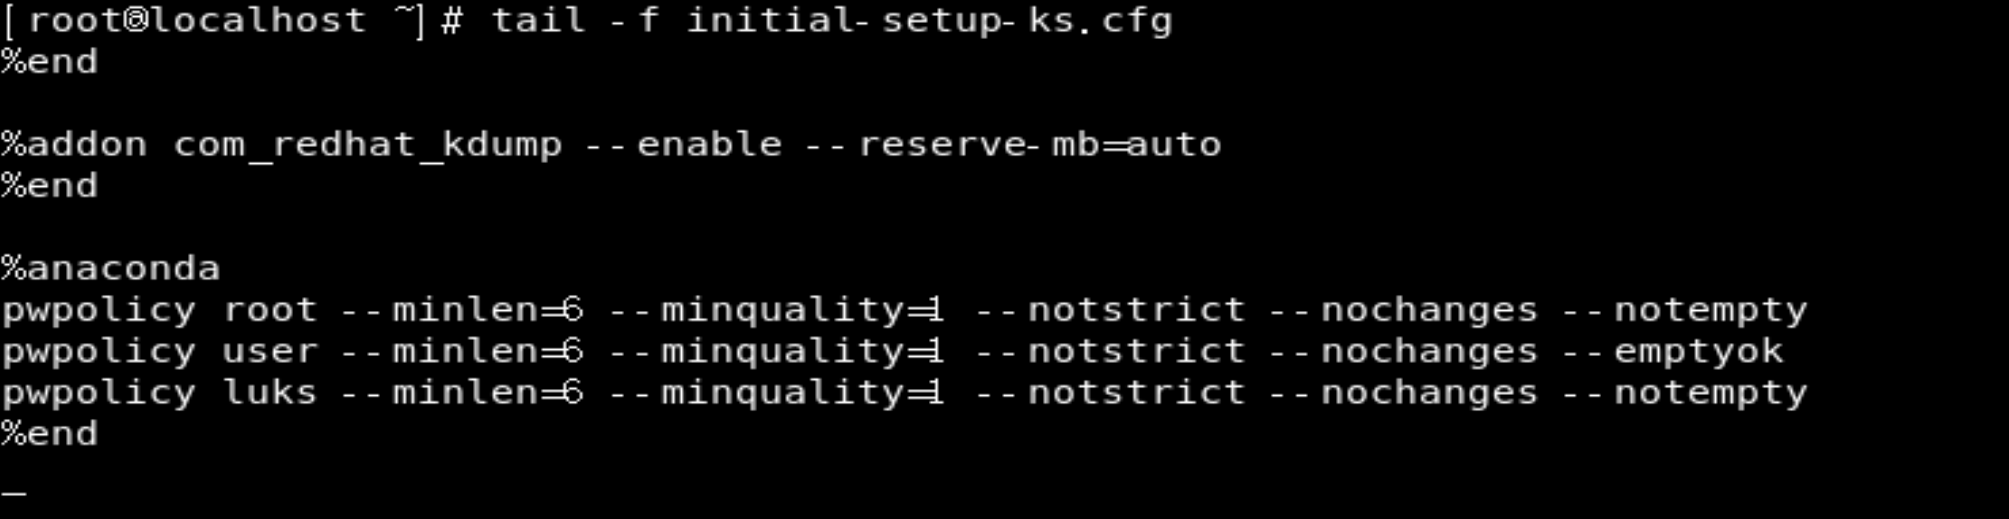 [root@localhost ~]# tail -f initial-setup-ks.cfg
%end
%addon com_redhat_kdump --enable --reserve-mb=auto
%end
%anaconda
pwpolicy root --minlen=6 --minquality=1 --notstrict --nochanges --notempty
pwpolicy user --minlen=6 --minquality=1 --notstrict --nochanges --emptyok
pwpolicy luks --minlen=6 --minquality=1 --notstrict --nochanges --notempty
%end